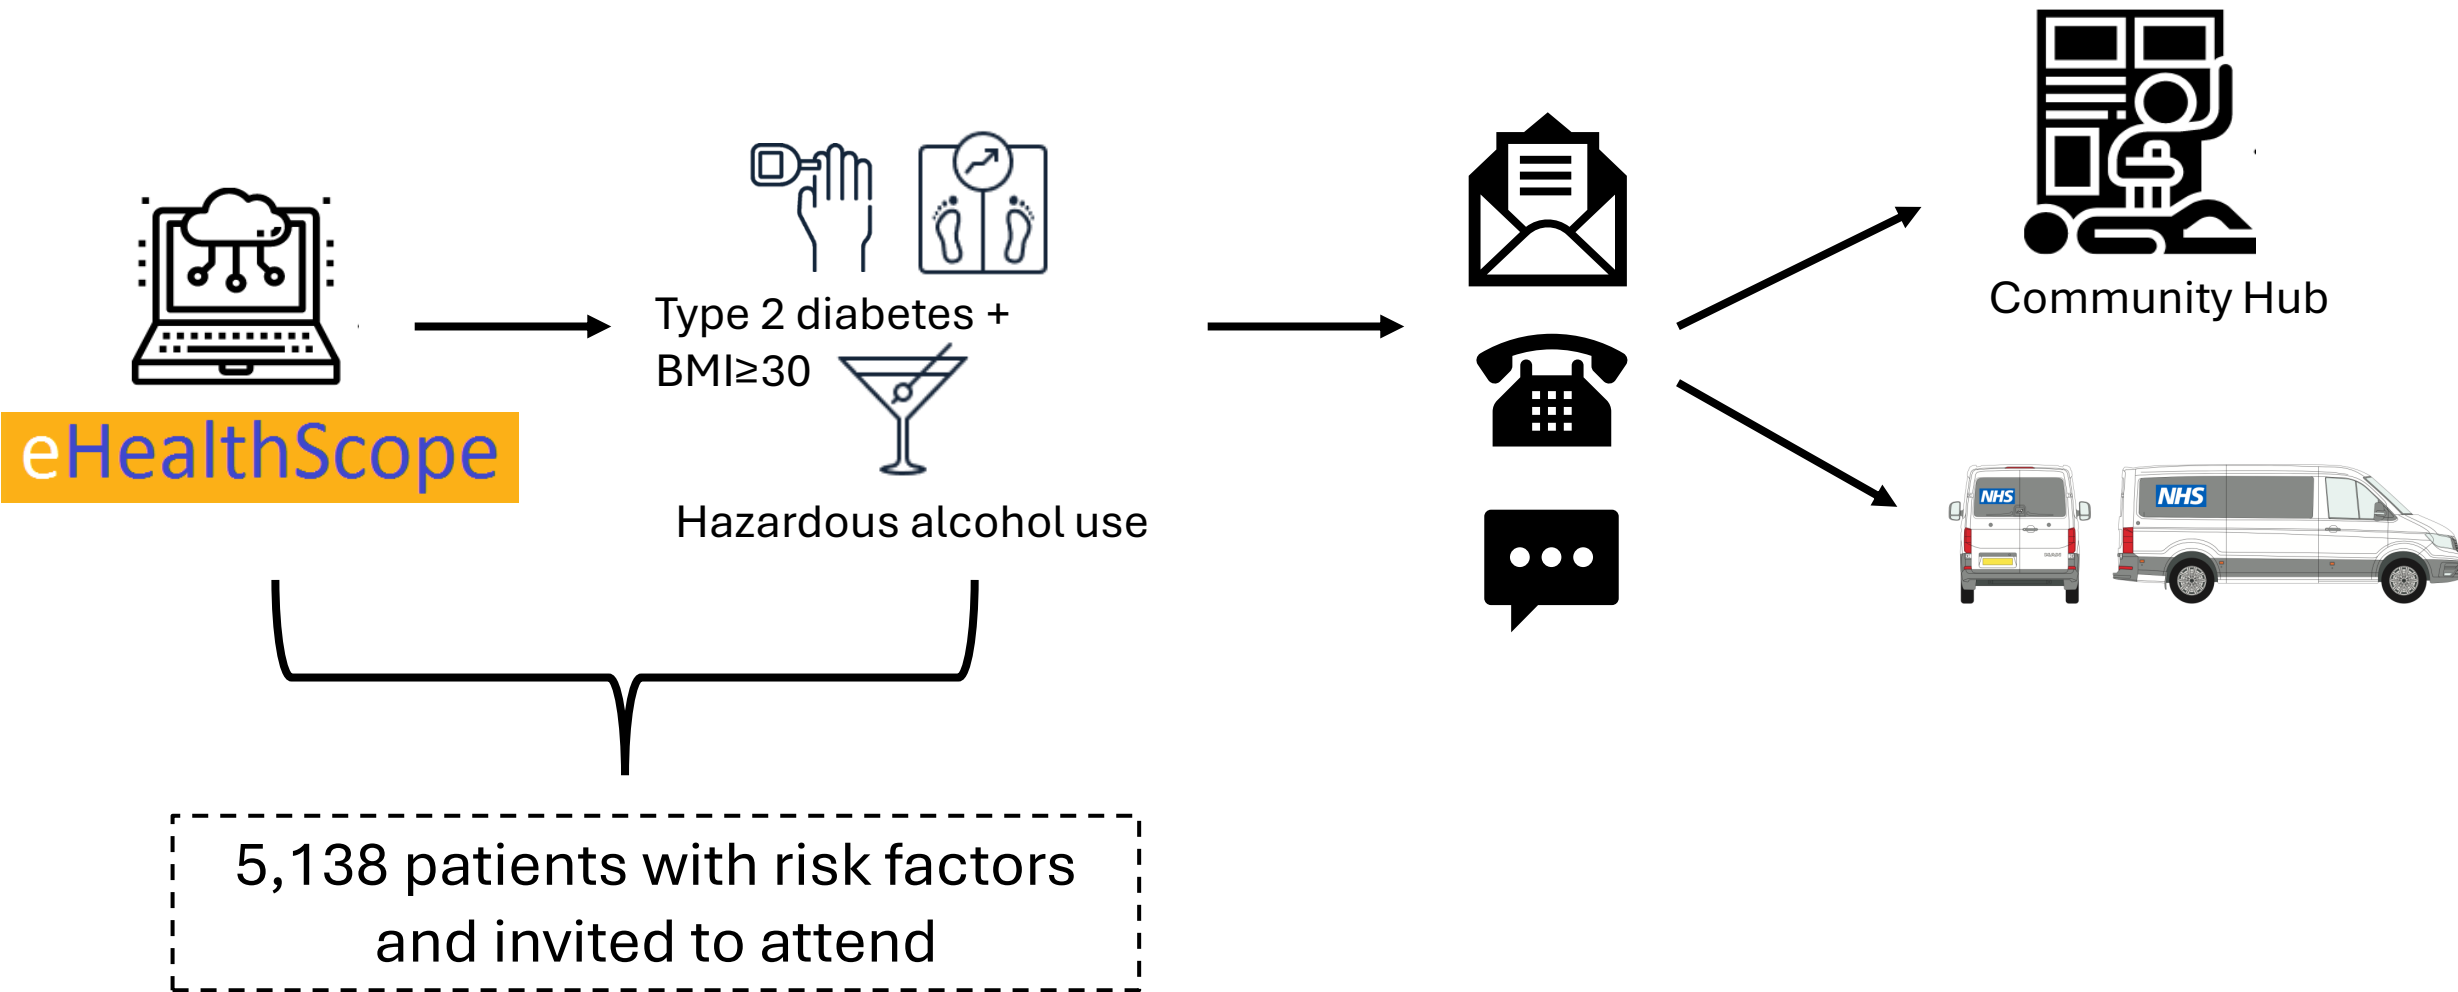 eHealthScope
Type 2 diabetes +
BMI≥30
Hazardous alcohol use
5,138 patients with risk factors
and invited to attend
Community Hub
NHS
NHS